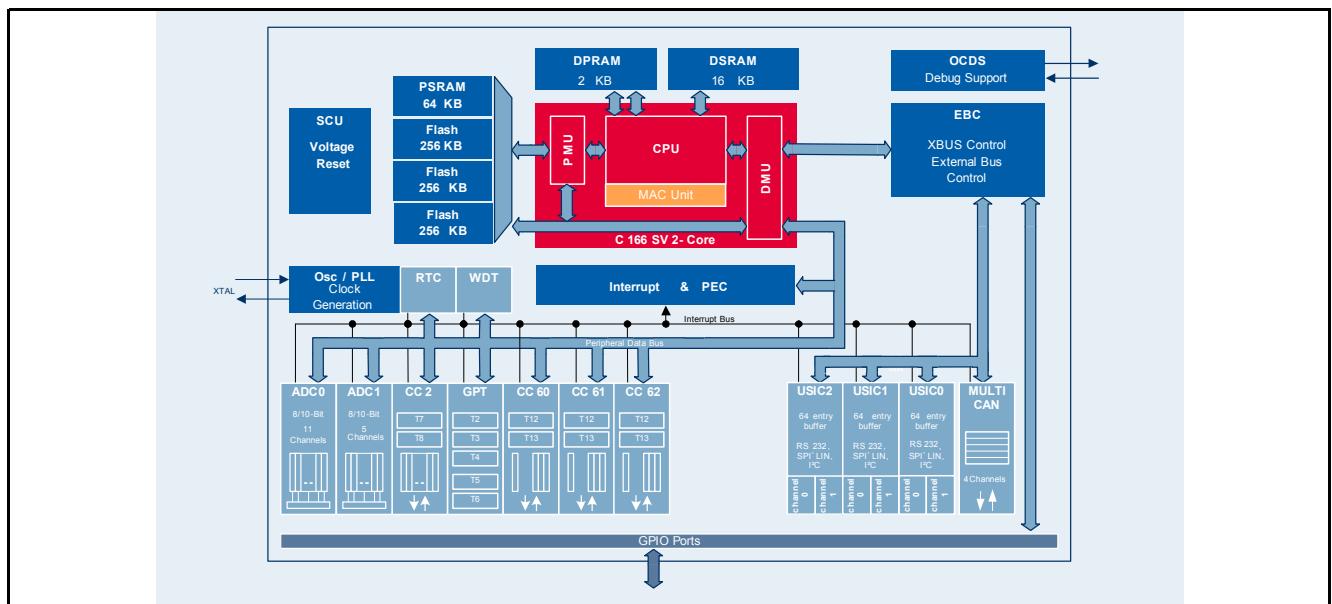 DPRAM
2 KB
DSRAM
16 KB
OCDS
Debug Support
PSRAM
64 KB
Flash
256 KB
Flash
256 KB
Flash
256 KB
SCU
Voltage
Reset
PMU
CPU
MAC Unit
DMU
C 166 SV 2- Core
EBC
XBUS Control
External Bus
Control
XTAL
Osc / PLL
Clock
Generation
RTC
WDT
Interrupt & PEC
Interrupt Bus
Peripheral Data Bus
ADC0
8/10-Bit
11
Channels
ADC1
8/10-Bit
5
Channels
CC 2
T7
T8
GPT
T2
T3
T4
T5
T6
CC 60
T12
T13
CC 61
T12
T13
CC 62
T12
T13
USIC2
64 entry
buffer
RS 232,
SPI´ LIN,
I²C
channel 0
channel 1
USIC1
64 entry
buffer
RS 232,
SPI´ LIN,
I²C
channel 0
channel 1
USIC0
64 entry
buffer
RS 232,
SPI´ LIN,
I²C
channel 0
channel 1
MULTI
CAN
4 Channels
GPIO Ports